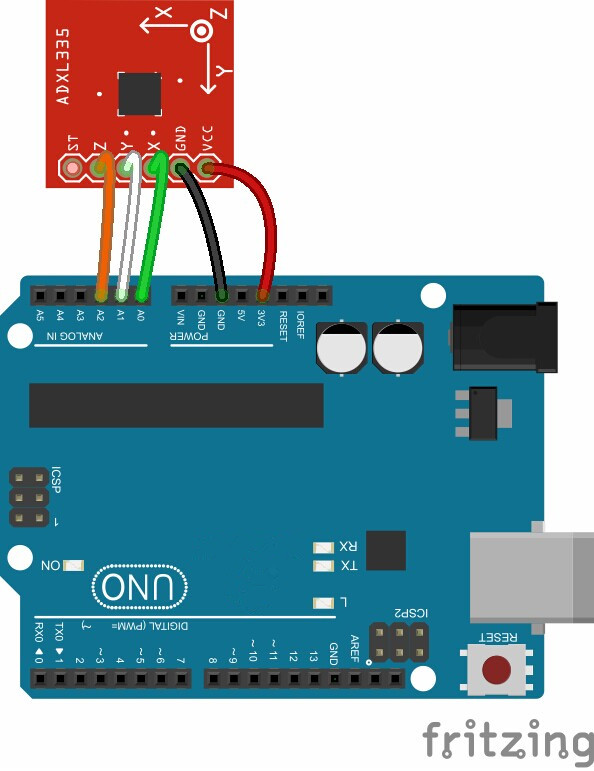 ADXL335
X
Z
Y
ST
Z
Y
X
GND
VCC
A5
A4
A3
A2
A1
A0
VIN
GND
GND
5V
3V3
RESET
IOREF
ANALOG IN
POWER
ICSP
1
ON
UNO
RX
TX
L
ICSP2
RESET
DIGITAL (PWM=
~)
RX0 ◀ 0
TX0 ▶ 1
2
~3
4
~5
~6
7
8
~9
~10
~11
12
13
GND
AREF
fritzing